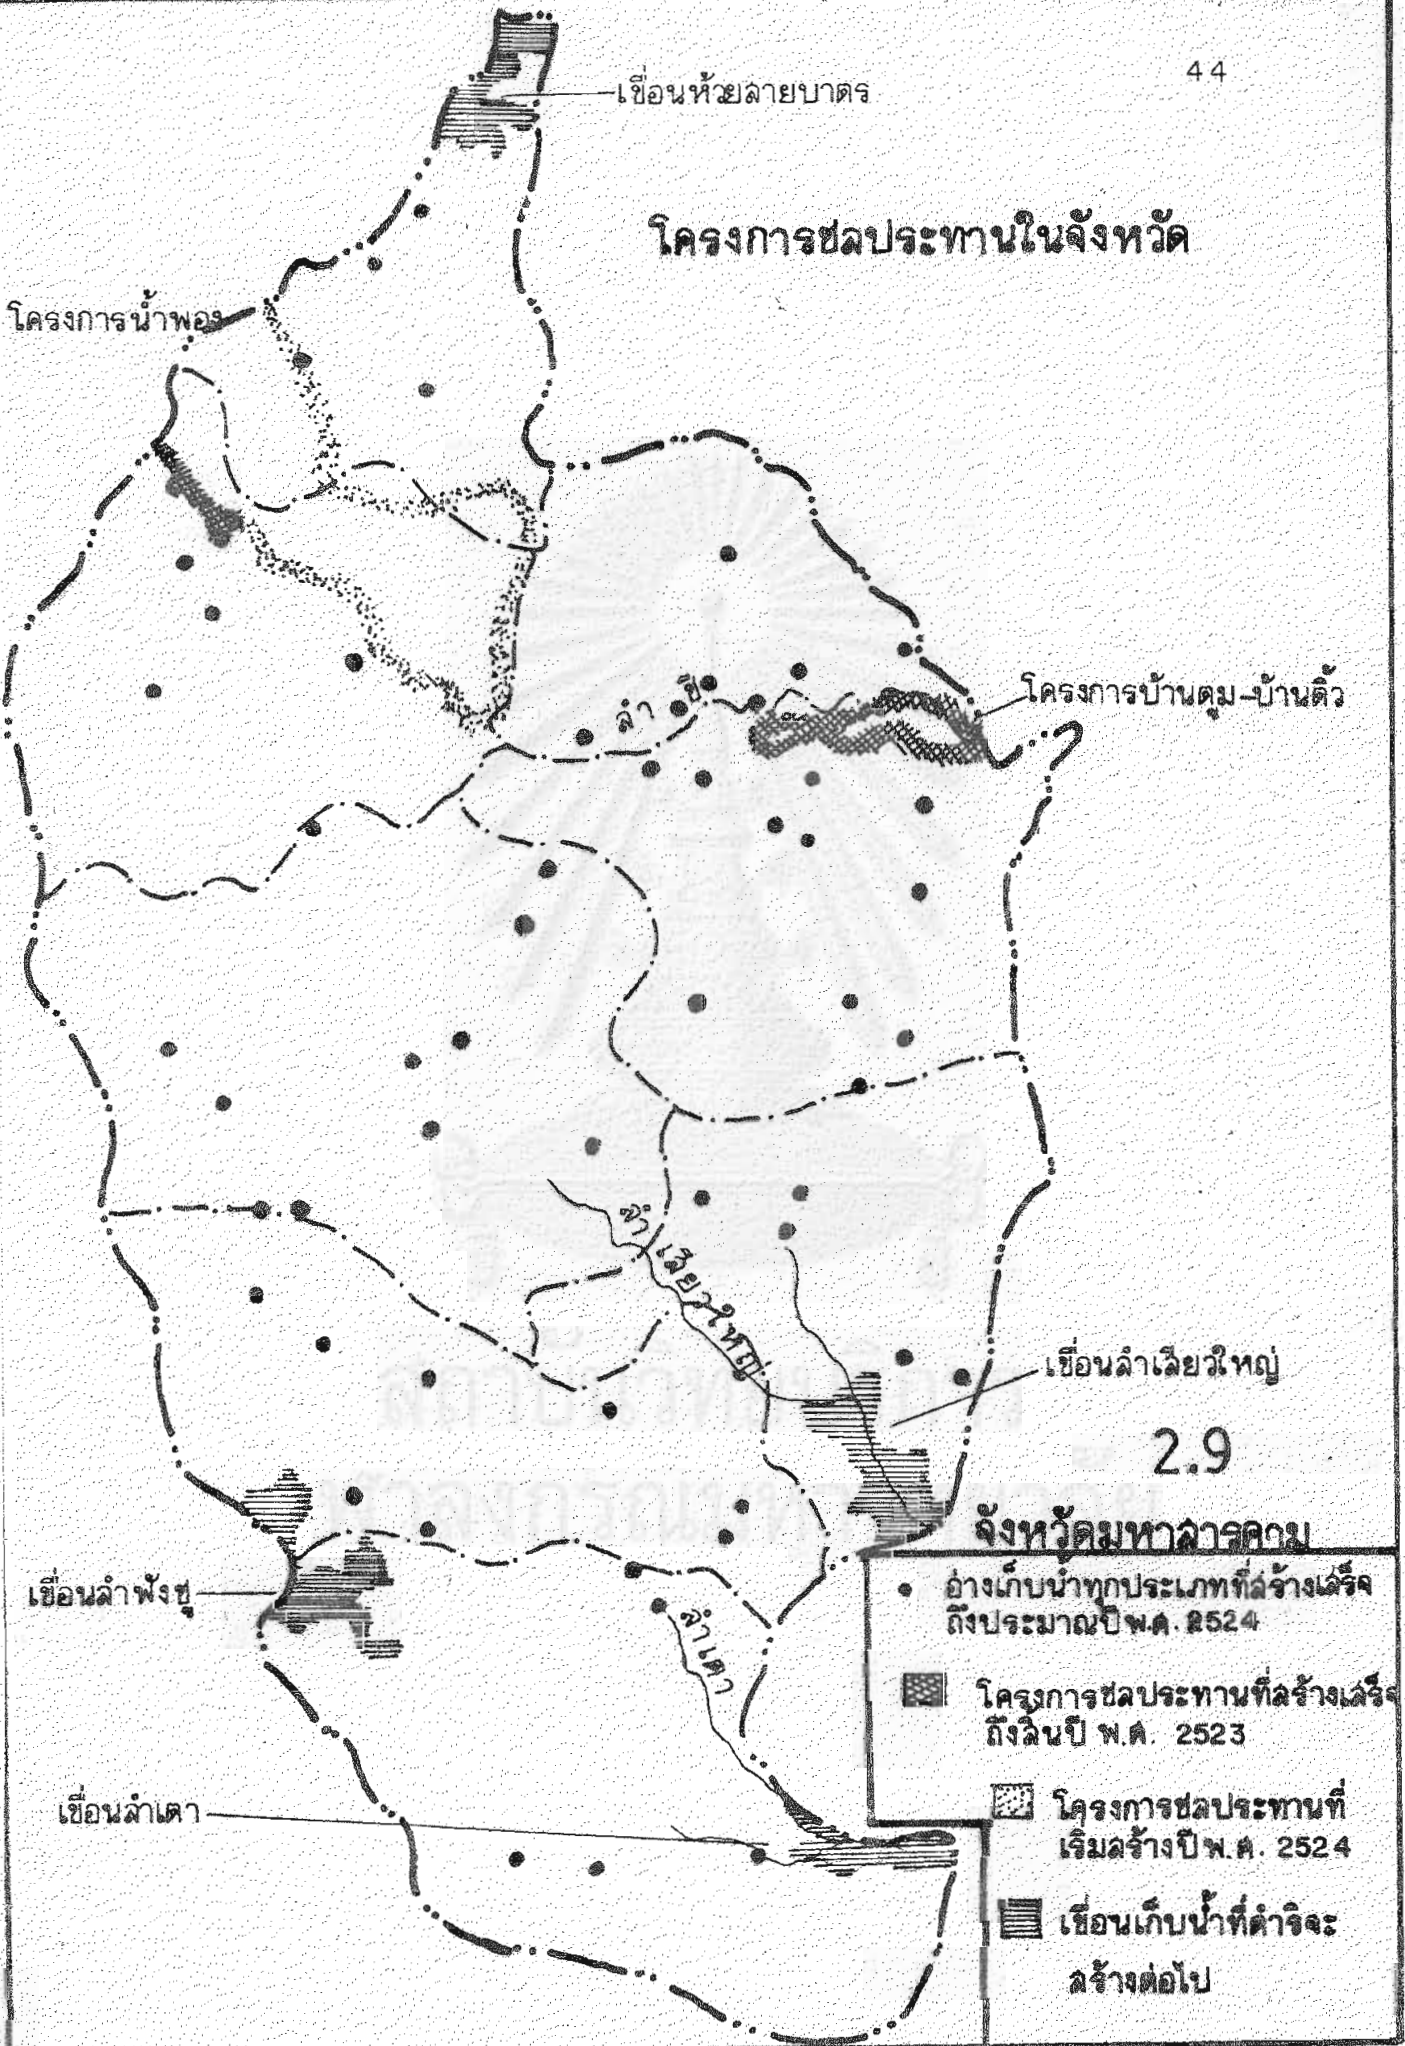 44
เขื่อนห้วยสายบาตร
โครงการชลประทานในจังหวัด
โครงการน้ำพอง
โครงการบ้านตูม-บ้านติ้ว
ลำ
ชี
ลำ
เสียวใหญ่
เขื่อนลำเสียวใหญ่
2.9
จังหวัดมหาสารคาม
เขื่อนลำพังชู
อ่างเก็บน้ำทุกประเภทที่สร้างเสร็จ
ถึงประมาณปี พ.ศ. 2524
ลำเตา
โครงการชลประทานที่สร้างเสร็จ
ถึงสิ้นปี พ.ศ. 2523
เขื่อนลำเตา
โครงการชลประทานที่
เริ่มสร้างปี พ.ศ. 2524
เขื่อนเก็บน้ำที่ดำริจะ
สร้างต่อไป